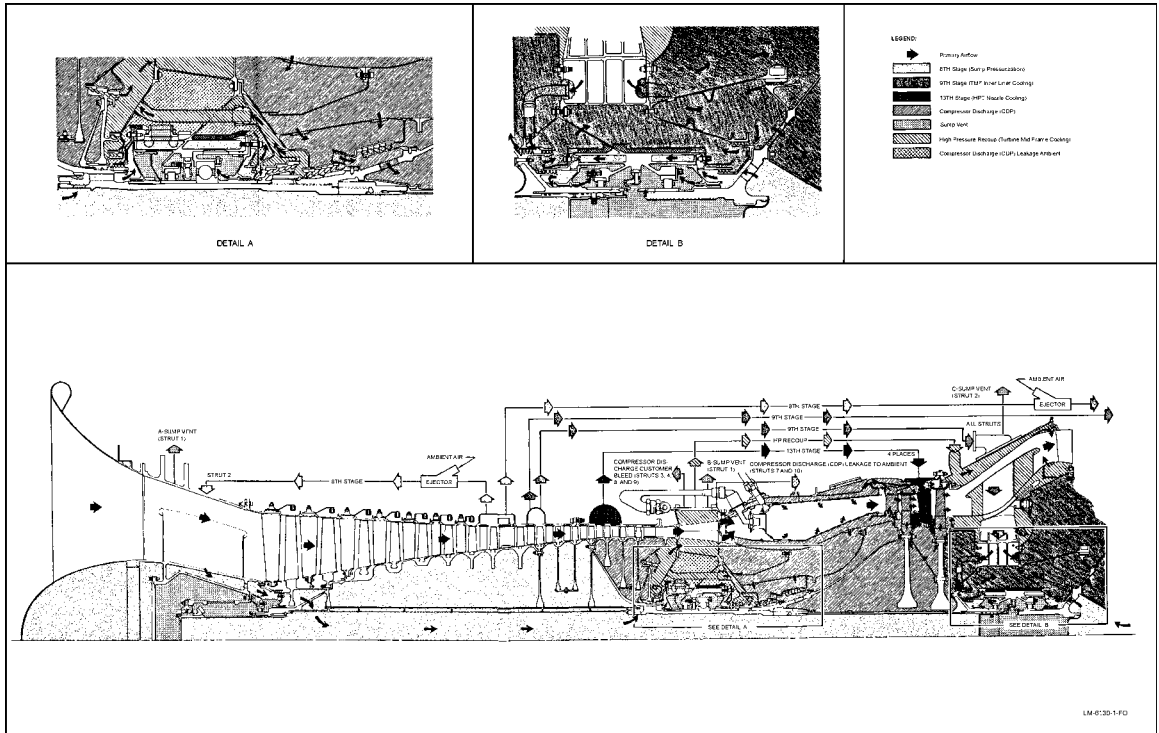 DETAIL A
DETAIL B
LEGEND:
Primary Airflow
8TH Stage (Sump Pressurization)
9TH Stage (TMF Inner Liner Cooling)
13TH Stage (HPT Nozzle Cooling)
Compressor Discharge (CDP)
Sump Vent
High Pressure Recoup (Turbine Mid Frame Cooling)
Compressor Discharge (CDP) Leakage Ambient
A-SUMP VENT
(STRUT 1)
STRUT 2
8TH STAGE
EJECTOR
AMBIENT AIR
COMPRESSOR DIS
CHARGE CUSTOMER
BLEED (STRUTS 3, 4,
8 AND 9)
B-SUMP VENT
(STRUT 1)
COMPRESSOR DISCHARGE (CDP) LEAKAGE TO AMBIENT
(STRUTS 7 AND 10)
8TH STAGE
9TH STAGE
9TH STAGE
HP RECOUP
13TH STAGE
4 PLACES
C-SUMP VENT
(STRUT 2)
ALL STRUTS
AMBIENT AIR
EJECTOR
SEE DETAIL A
SEE DETAIL B